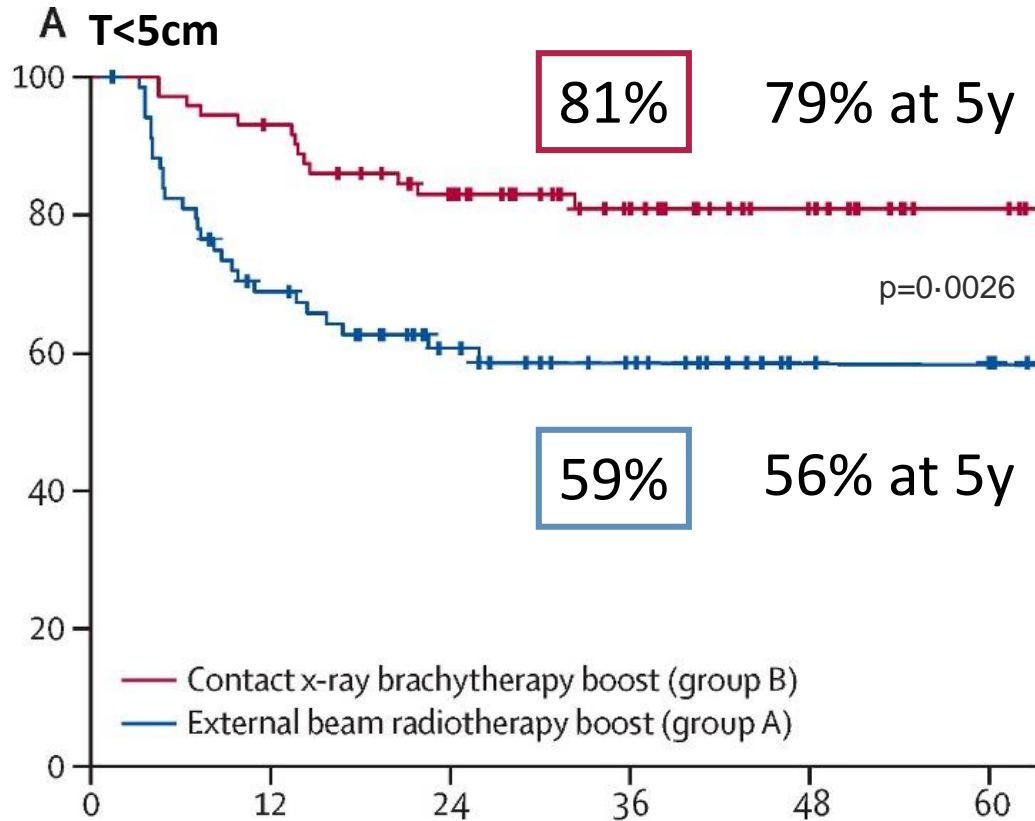 A T<5cm
100
81% 79% at 5y
80
p=0·0026
60
59% 56% at 5y
40
20
Contact x-ray brachytherapy boost (group B)
External beam radiotherapy boost (group A)
0
0 12 24 36 48 60